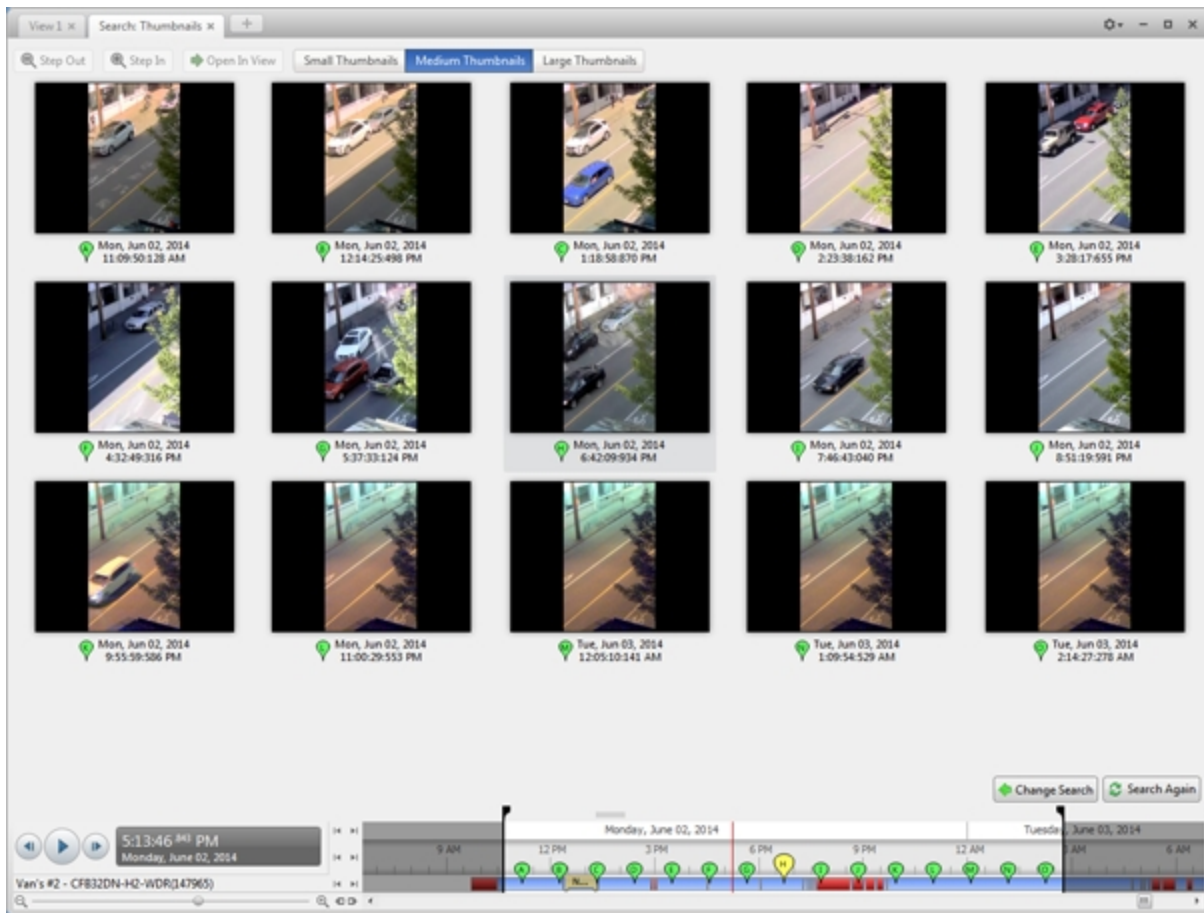 View 1 × Search: Thumbnails × +
Step Out Step In Open In View Small Thumbnails Medium Thumbnails Large Thumbnails
A Mon, Jun 02, 2014
11:09:50:128 AM
B Mon, Jun 02, 2014
12:14:25:498 PM
C Mon, Jun 02, 2014
1:18:58:870 PM
D Mon, Jun 02, 2014
2:23:38:162 PM
E Mon, Jun 02, 2014
3:28:17:655 PM
F Mon, Jun 02, 2014
4:32:49:316 PM
G Mon, Jun 02, 2014
5:37:33:124 PM
H Mon, Jun 02, 2014
6:42:09:934 PM
I Mon, Jun 02, 2014
7:46:43:040 PM
J Mon, Jun 02, 2014
8:51:19:591 PM
K Mon, Jun 02, 2014
9:55:59:586 PM
L Mon, Jun 02, 2014
11:00:29:553 PM
M Tue, Jun 03, 2014
12:05:10:141 AM
N Tue, Jun 03, 2014
1:09:54:529 AM
O Tue, Jun 03, 2014
2:14:27:278 AM
Change Search Search Again
5:13:46 PM
Monday, June 02, 2014
Monday, June 02, 2014 Tuesday, June 03, 2014
9 AM 12 PM 3 PM 6 PM 9 PM 12 AM 3 AM 6 AM
A B C D E F G H I J K L M N O
Van's #2 - CFB32DN-H2-WDR(147965)
N...